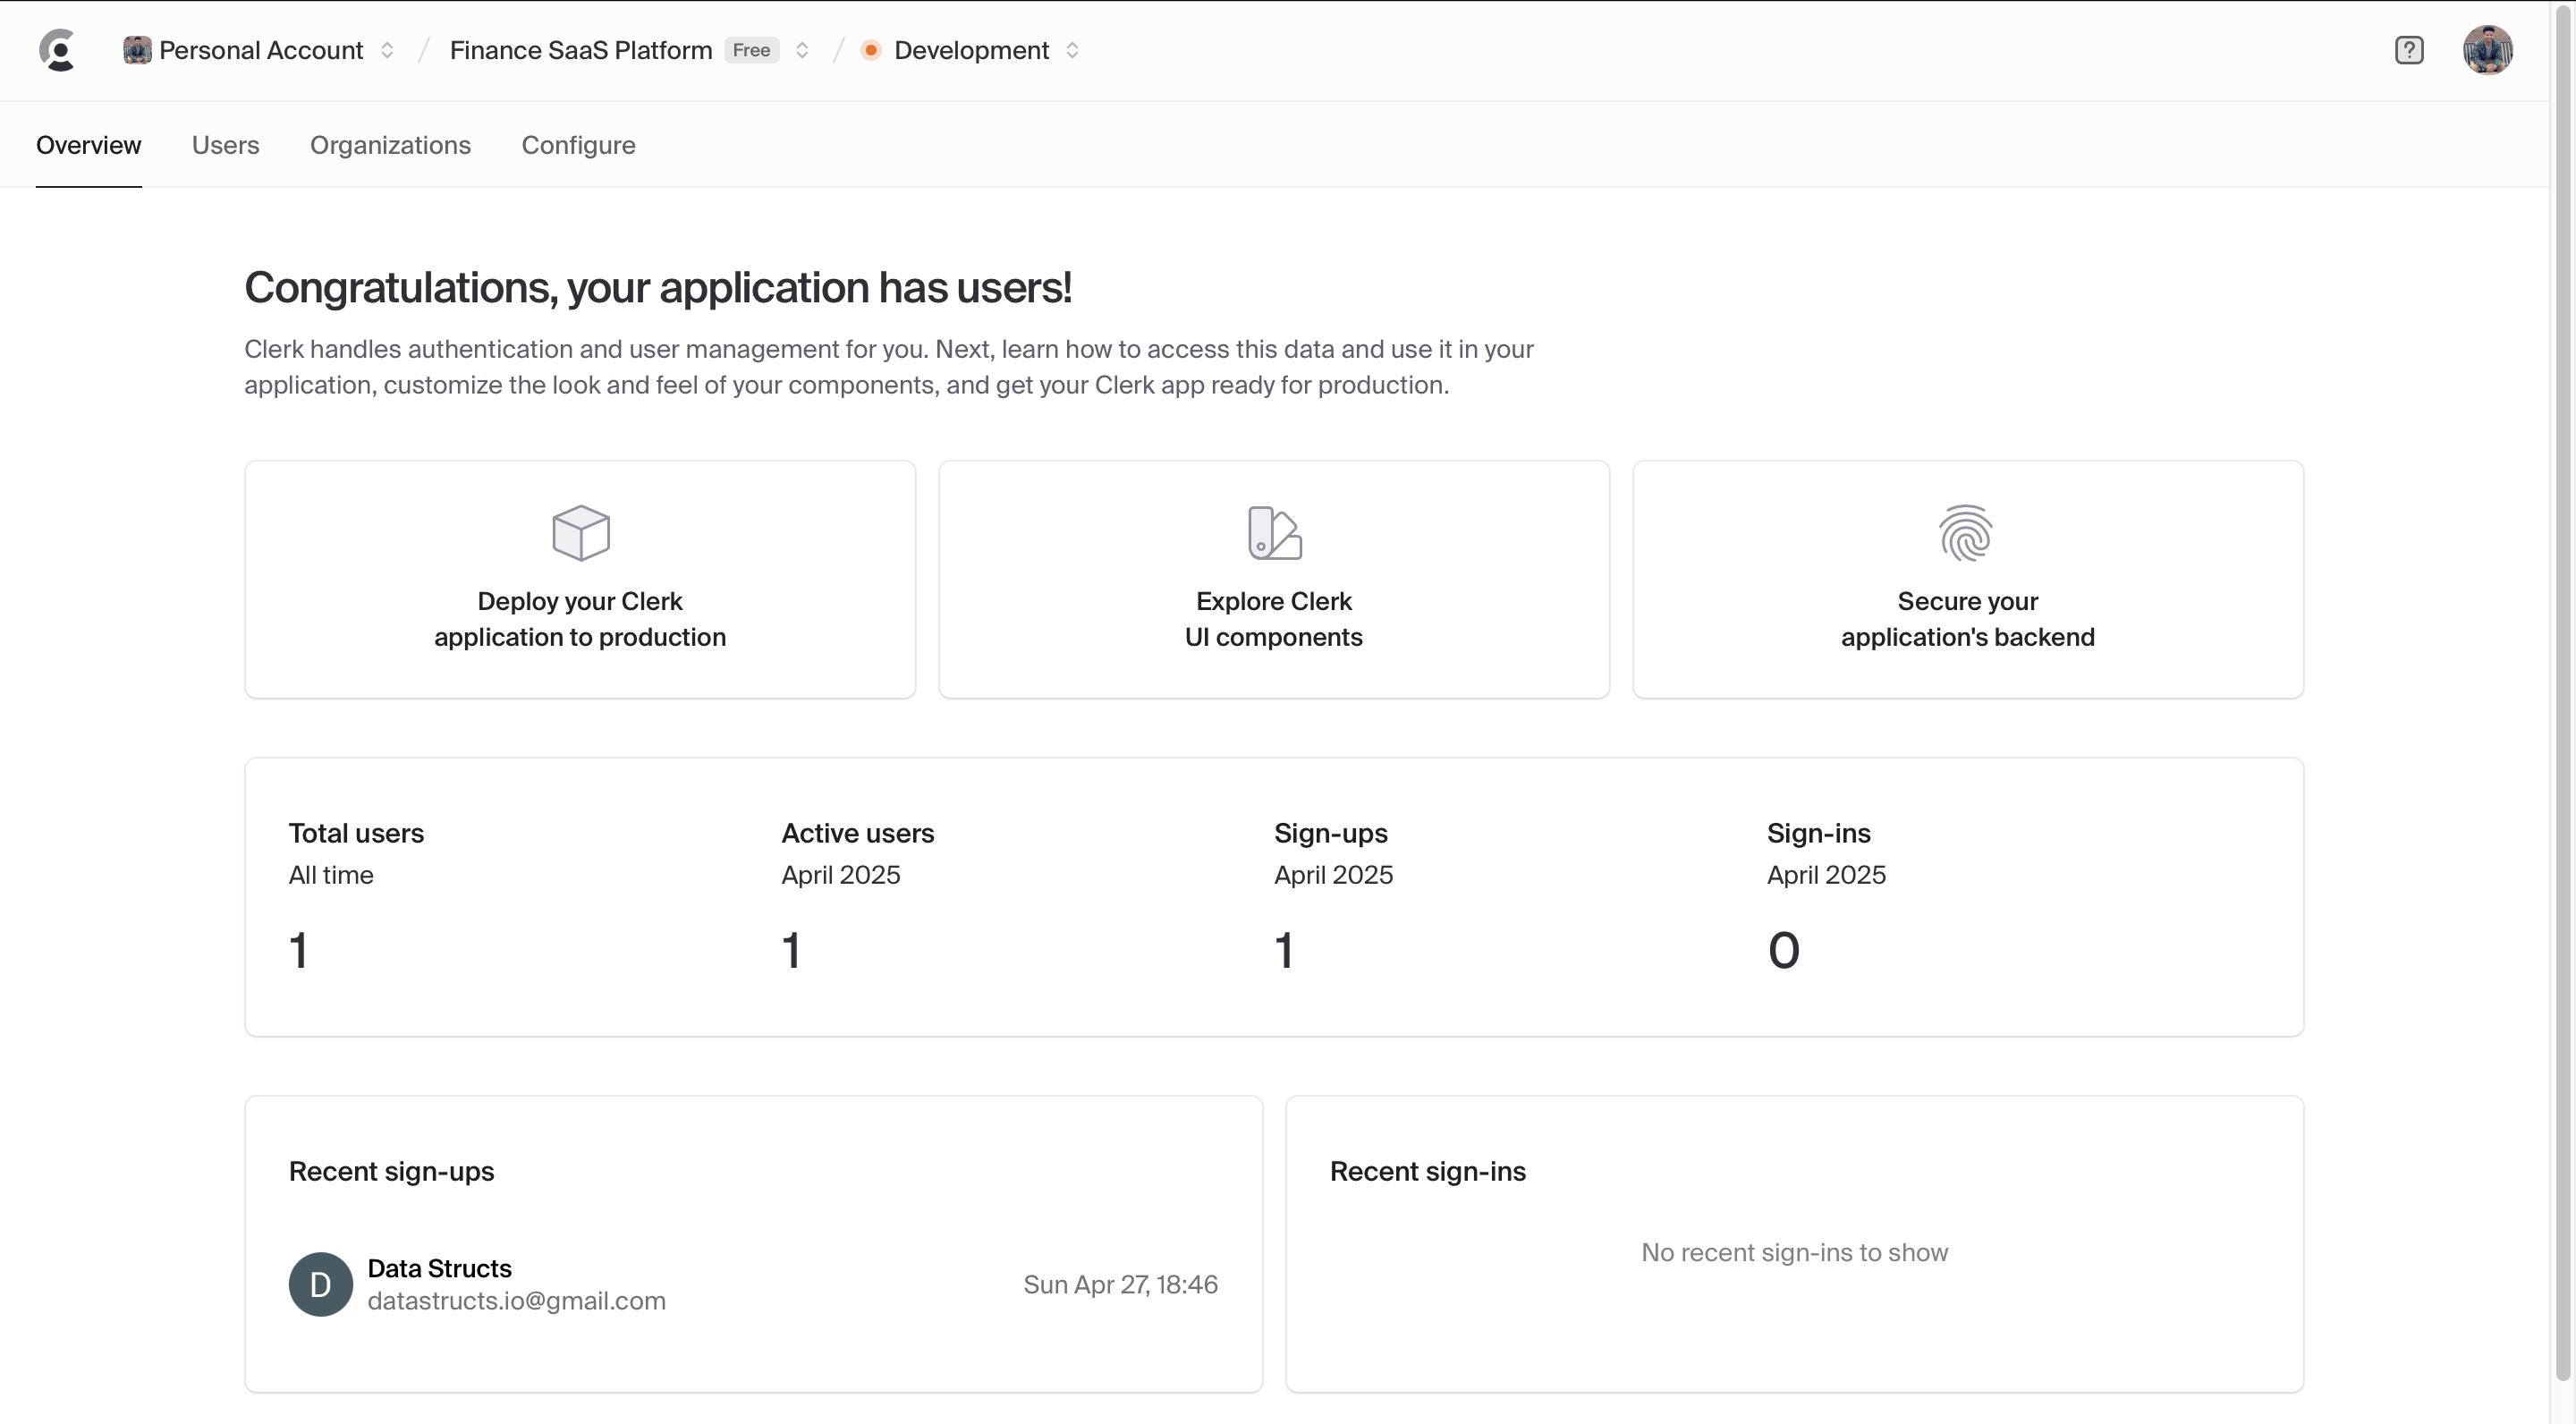 Personal Account / Finance SaaS Platform Free / Development
Overview Users Organizations Configure
Congratulations, your application has users!
Clerk handles authentication and user management for you. Next, learn how to access this data and use it in your
application, customize the look and feel of your components, and get your Clerk app ready for production.
Deploy your Clerk
application to production
Explore Clerk
UI components
Secure your
application's backend
Total users
All time
1
Active users
April 2025
1
Sign-ups
April 2025
1
Sign-ins
April 2025
0
Recent sign-ups
D
Data Structs
datastructs.io@gmail.com
Sun Apr 27, 18:46
Recent sign-ins
No recent sign-ins to show